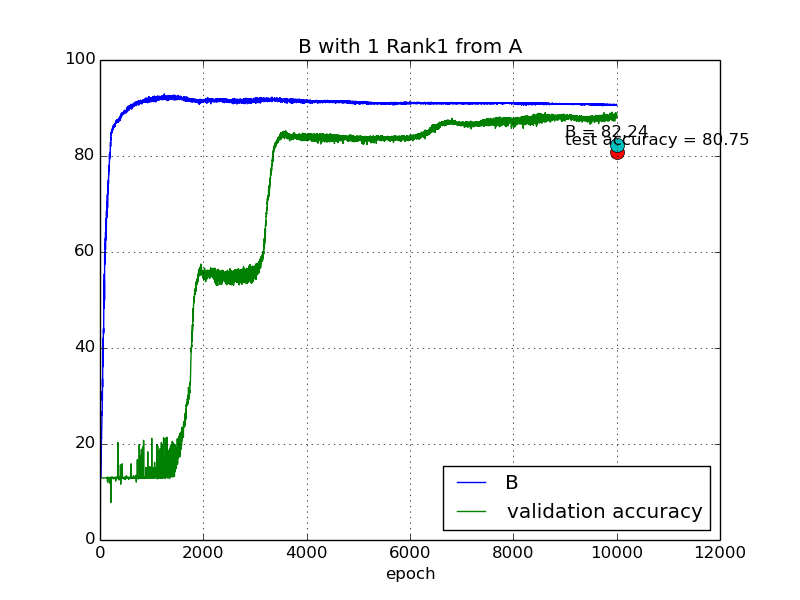 B with 1 Rank1 from A
100
80
60
40
20
0
B = 82.24
test accuracy = 80.75
B
validation accuracy
0 2000 4000 6000 8000 10000 12000
epoch